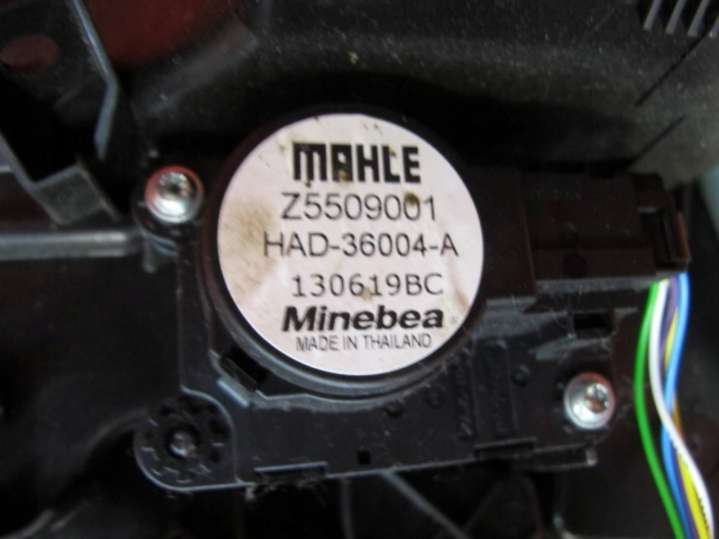 MAHLE
Z5509001
HAD-36004-A
130619BC
Minebea
MADE IN THAILAND